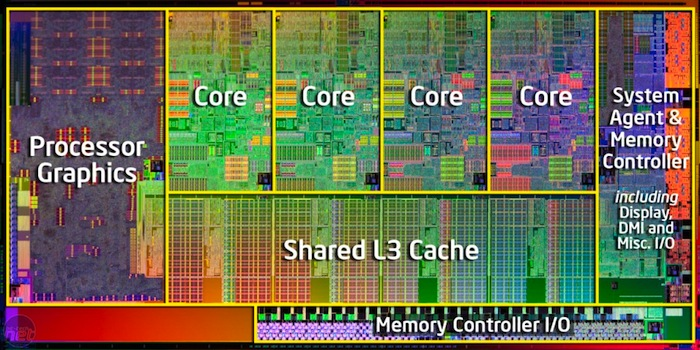 Processor
Graphics
Core
Core
Core
Core
System
Agent &
Memory
Controller
including
Display,
DMI and
Misc. I/O
Shared L3 Cache
Memory Controller I/O